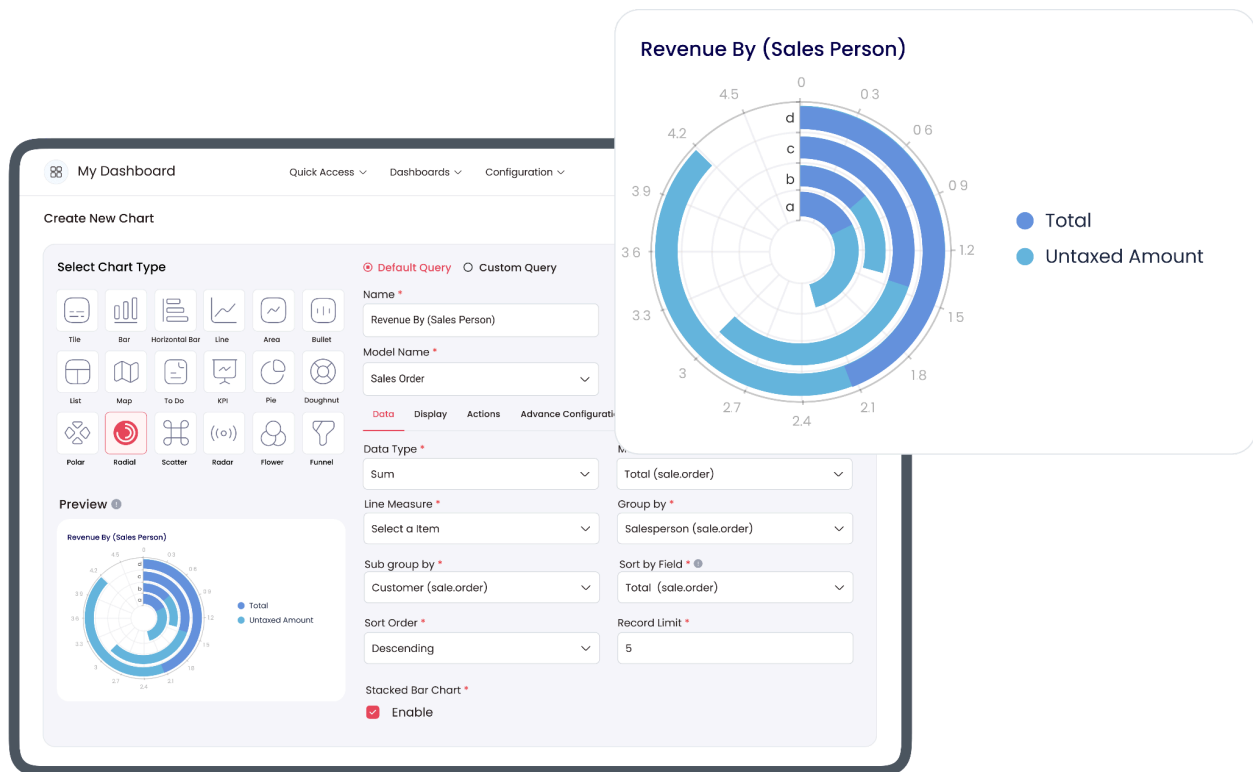 Revenue By (Sales Person)
0
0 3
0 6
0 9
1.2
1 5
1 8
2.1
2.4
2.7
3
3 3
3 6
3 9
4.2
4.5
d
c
b
a
Total
Untaxed Amount
My Dashboard
Quick Access
Dashboards
Configuration
Create New Chart
Select Chart Type
Tile
Bar
Horizontal Bar
Line
Area
Bullet
List
Map
To Do
KPI
Pie
Doughnut
Polar
Radial
Scatter
Radar
Flower
Funnel
Default Query
Custom Query
Name *
Revenue By (Sales Person)
Model Name *
Sales Order
Data
Display
Actions
Data Type *
Sum
Total (sale.order)
Line Measure *
Select a Item
Group by *
Salesperson (sale.order)
Sub group by *
Customer (sale.order)
Sort by Field *
Total (sale.order)
Sort Order *
Descending
Record Limit *
5
Stacked Bar Chart *
Enable
Preview
Revenue By (Sales Person)
d
c
b
a
Total
Untaxed Amount